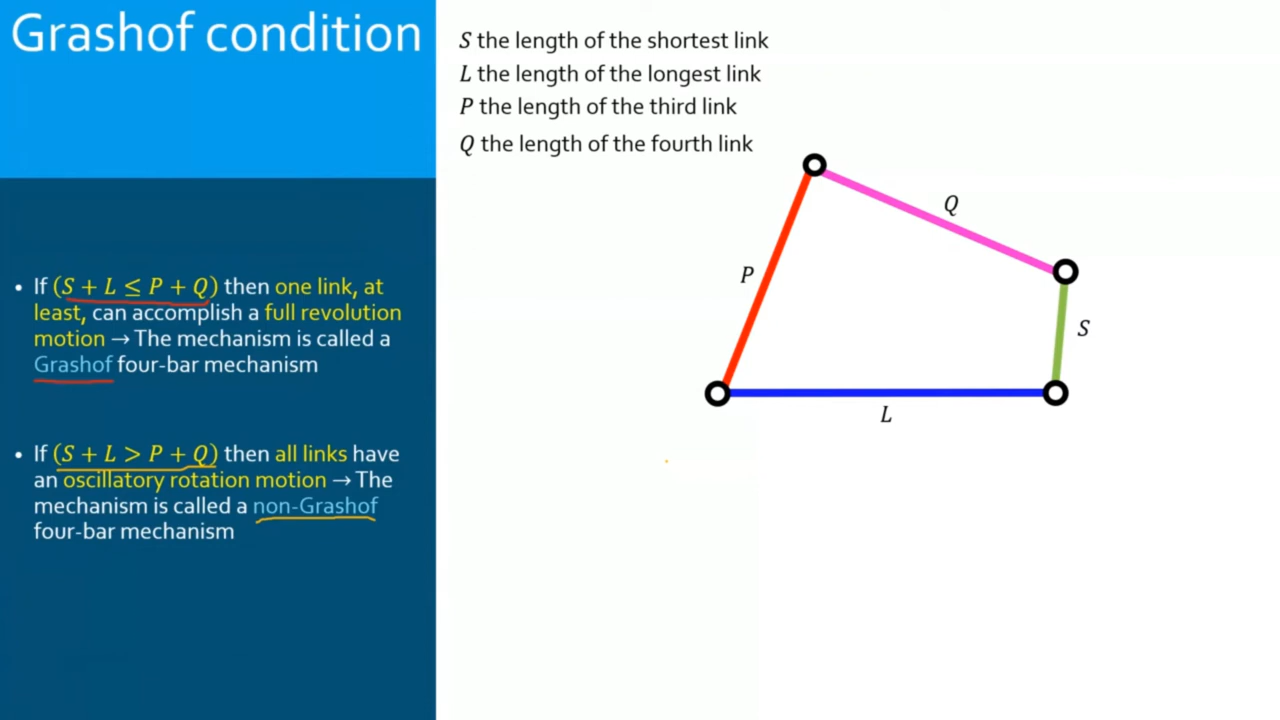 Grashof condition
S the length of the shortest link
L the length of the longest link
P the length of the third link
Q the length of the fourth link
• If (S + L ≤ P + Q) then one link, at
least, can accomplish a full revolution
motion → The mechanism is called a
Grashof four-bar mechanism
• If (S + L > P + Q) then all links have
an oscillatory rotation motion → The
mechanism is called a non-Grashof
four-bar mechanism
Q
P
S
L